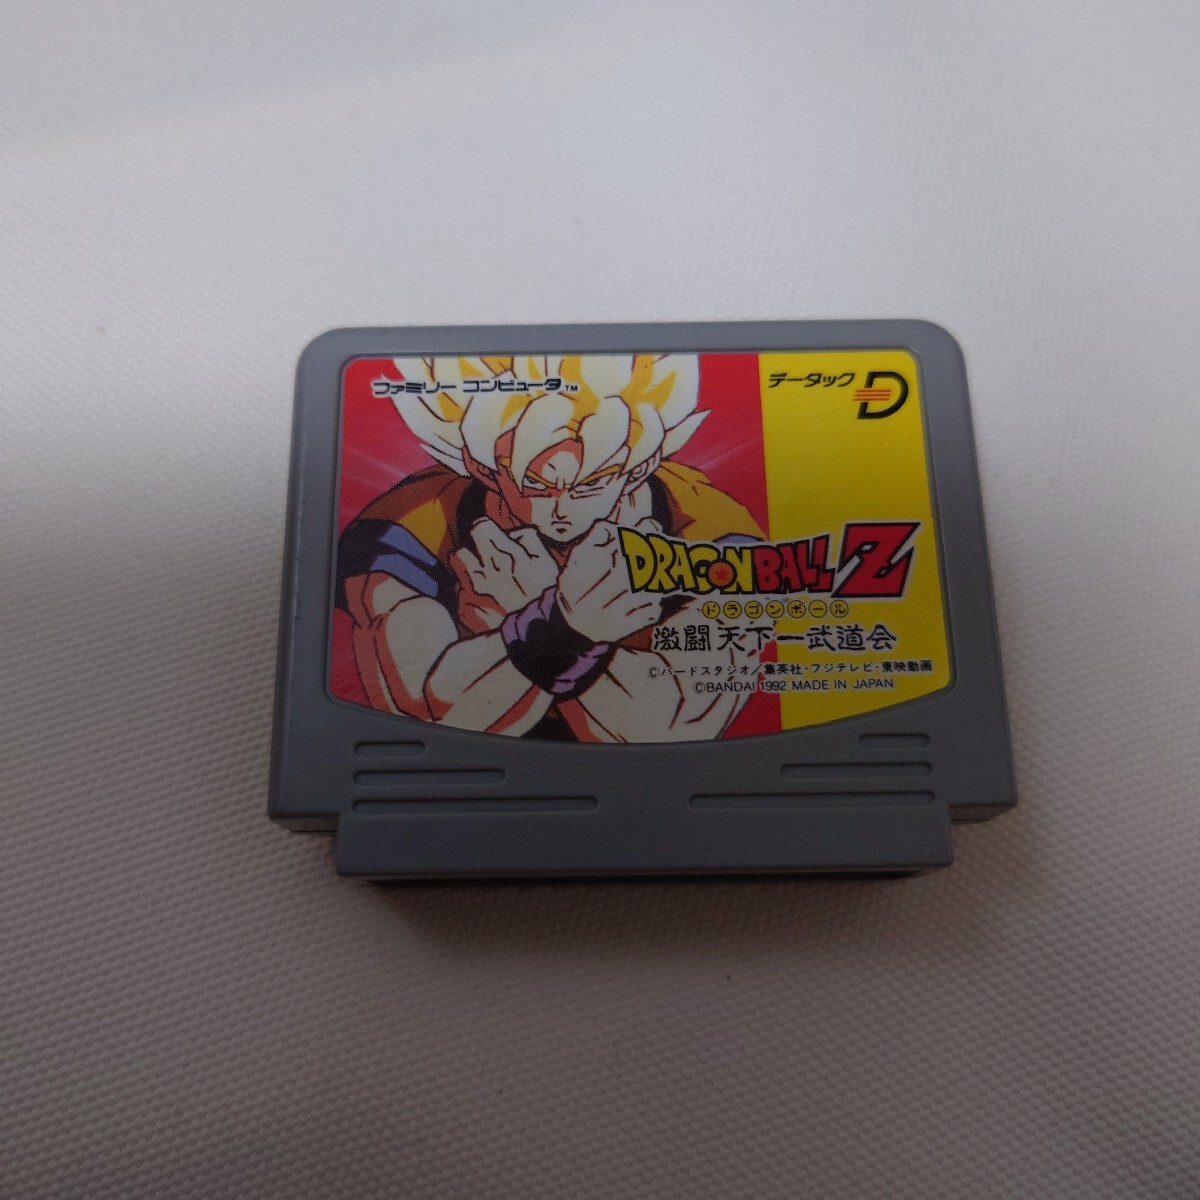 ファミリー コンピュータ™
データック D
DRAGON BALL Z
ドラゴンボール
激闘 天下一武道会
©バードスタジオ/集英社・フジテレビ・東映動画
©BANDAI 1992 MADE IN JAPAN